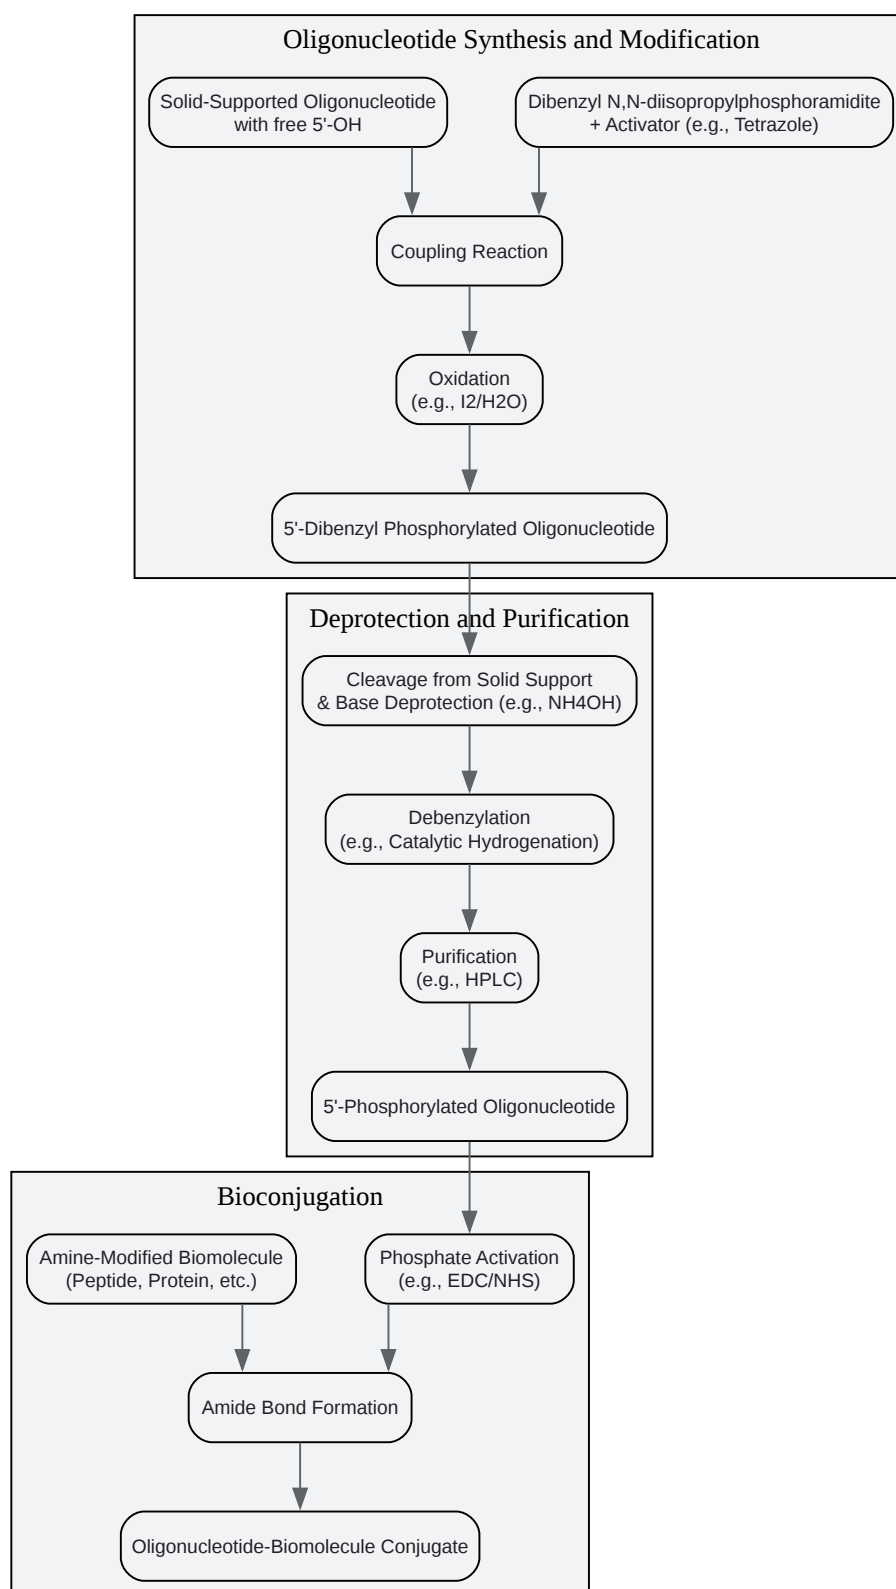 Oligonucleotide Synthesis and Modification
Solid-Supported Oligonucleotide
with free 5'-OH
Dibenzyl N,N-diisopropylphosphoramidite
+ Activator (e.g., Tetrazole)
Coupling Reaction
Oxidation
(e.g., I2/H2O)
5'-Dibenzyl Phosphorylated Oligonucleotide
Deprotection and Purification
Cleavage from Solid Support
& Base Deprotection (e.g., NH4OH)
Debenzylation
(e.g., Catalytic Hydrogenation)
Purification
(e.g., HPLC)
5'-Phosphorylated Oligonucleotide
Bioconjugation
Amine-Modified Biomolecule
(Peptide, Protein, etc.)
Phosphate Activation
(e.g., EDC/NHS)
Amide Bond Formation
Oligonucleotide-Biomolecule Conjugate